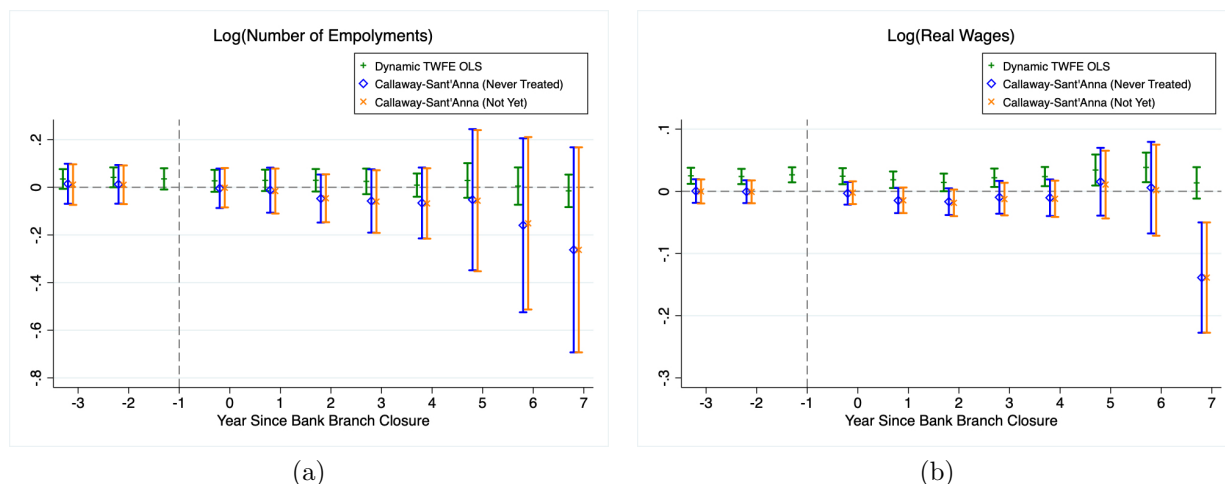 Log(Number of Empolyments)
Dynamic TWFE OLS
Callaway-Sant'Anna (Never Treated)
Callaway-Sant'Anna (Not Yet)
.2
0
-.2
-.4
-.6
-.8
-3 -2 -1 0 1 2 3 4 5 6 7
Year Since Bank Branch Closure
(a)
Log(Real Wages)
Dynamic TWFE OLS
Callaway-Sant'Anna (Never Treated)
Callaway-Sant'Anna (Not Yet)
.1
0
-.1
-.2
-.3
-3 -2 -1 0 1 2 3 4 5 6 7
Year Since Bank Branch Closure
(b)